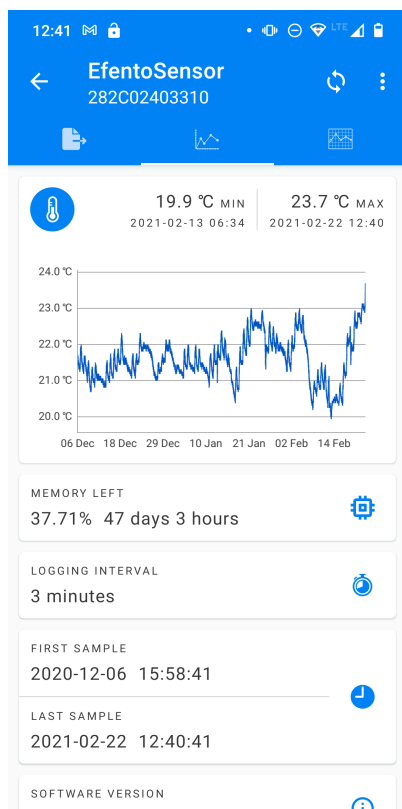 12:41 LTE
EfentoSensor
282C02403310
19.9 ℃ MIN 23.7 ℃ MAX
2021-02-13 06:34 2021-02-22 12:40
24.0 ℃
23.0 ℃
22.0 ℃
21.0 ℃
20.0 ℃
06 Dec 18 Dec 29 Dec 10 Jan 21 Jan 02 Feb 14 Feb
MEMORY LEFT
37.71% 47 days 3 hours
LOGGING INTERVAL
3 minutes
FIRST SAMPLE
2020-12-06 15:58:41
LAST SAMPLE
2021-02-22 12:40:41
SOFTWARE VERSION